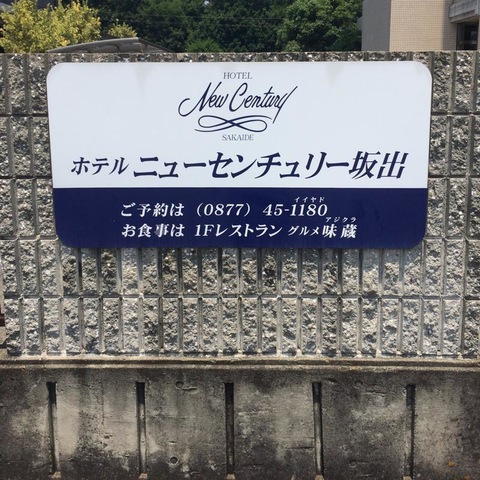 HOTEL
New Century
SAKAIDE
ホテル ニューセンチュリー坂出
イイヤド
ご予約は (0877) 45-1180
アジクラ
お食事は 1Fレストラン グルメ味蔵